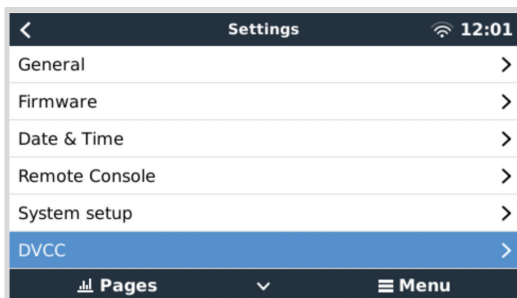 Settings 12:01
General
Firmware
Date & Time
Remote Console
System setup
DVCC
Pages Menu